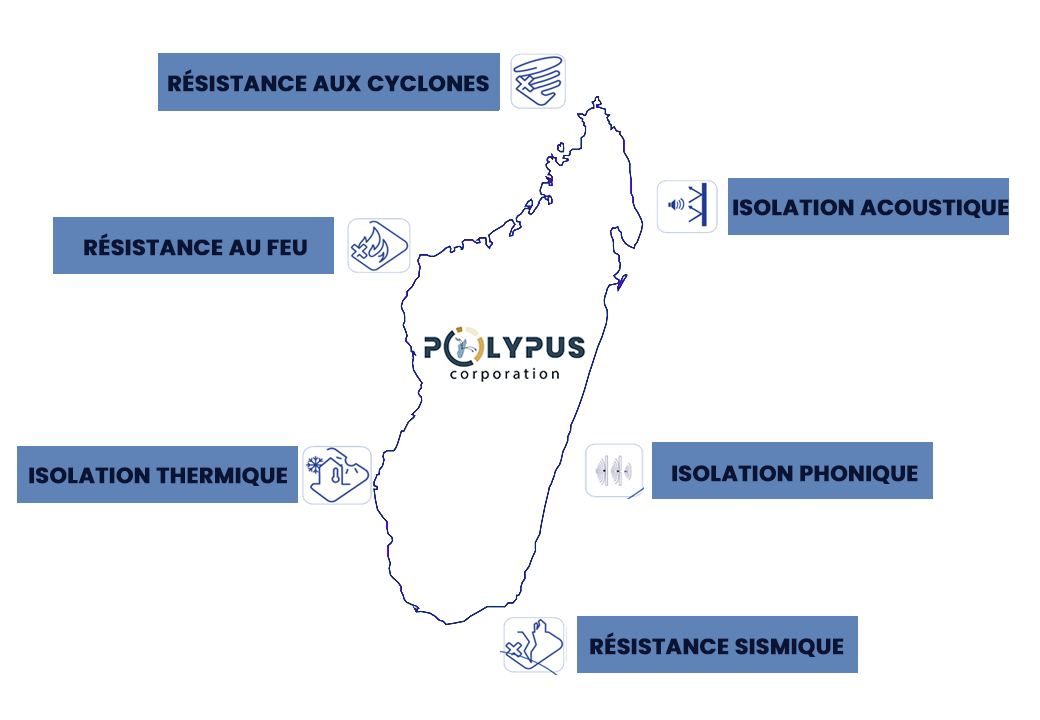 RÉSISTANCE AUX CYCLONES
ISOLATION ACOUSTIQUE
RÉSISTANCE AU FEU
POLYPUS
corporation
ISOLATION THERMIQUE
ISOLATION PHONIQUE
RÉSISTANCE SISMIQUE